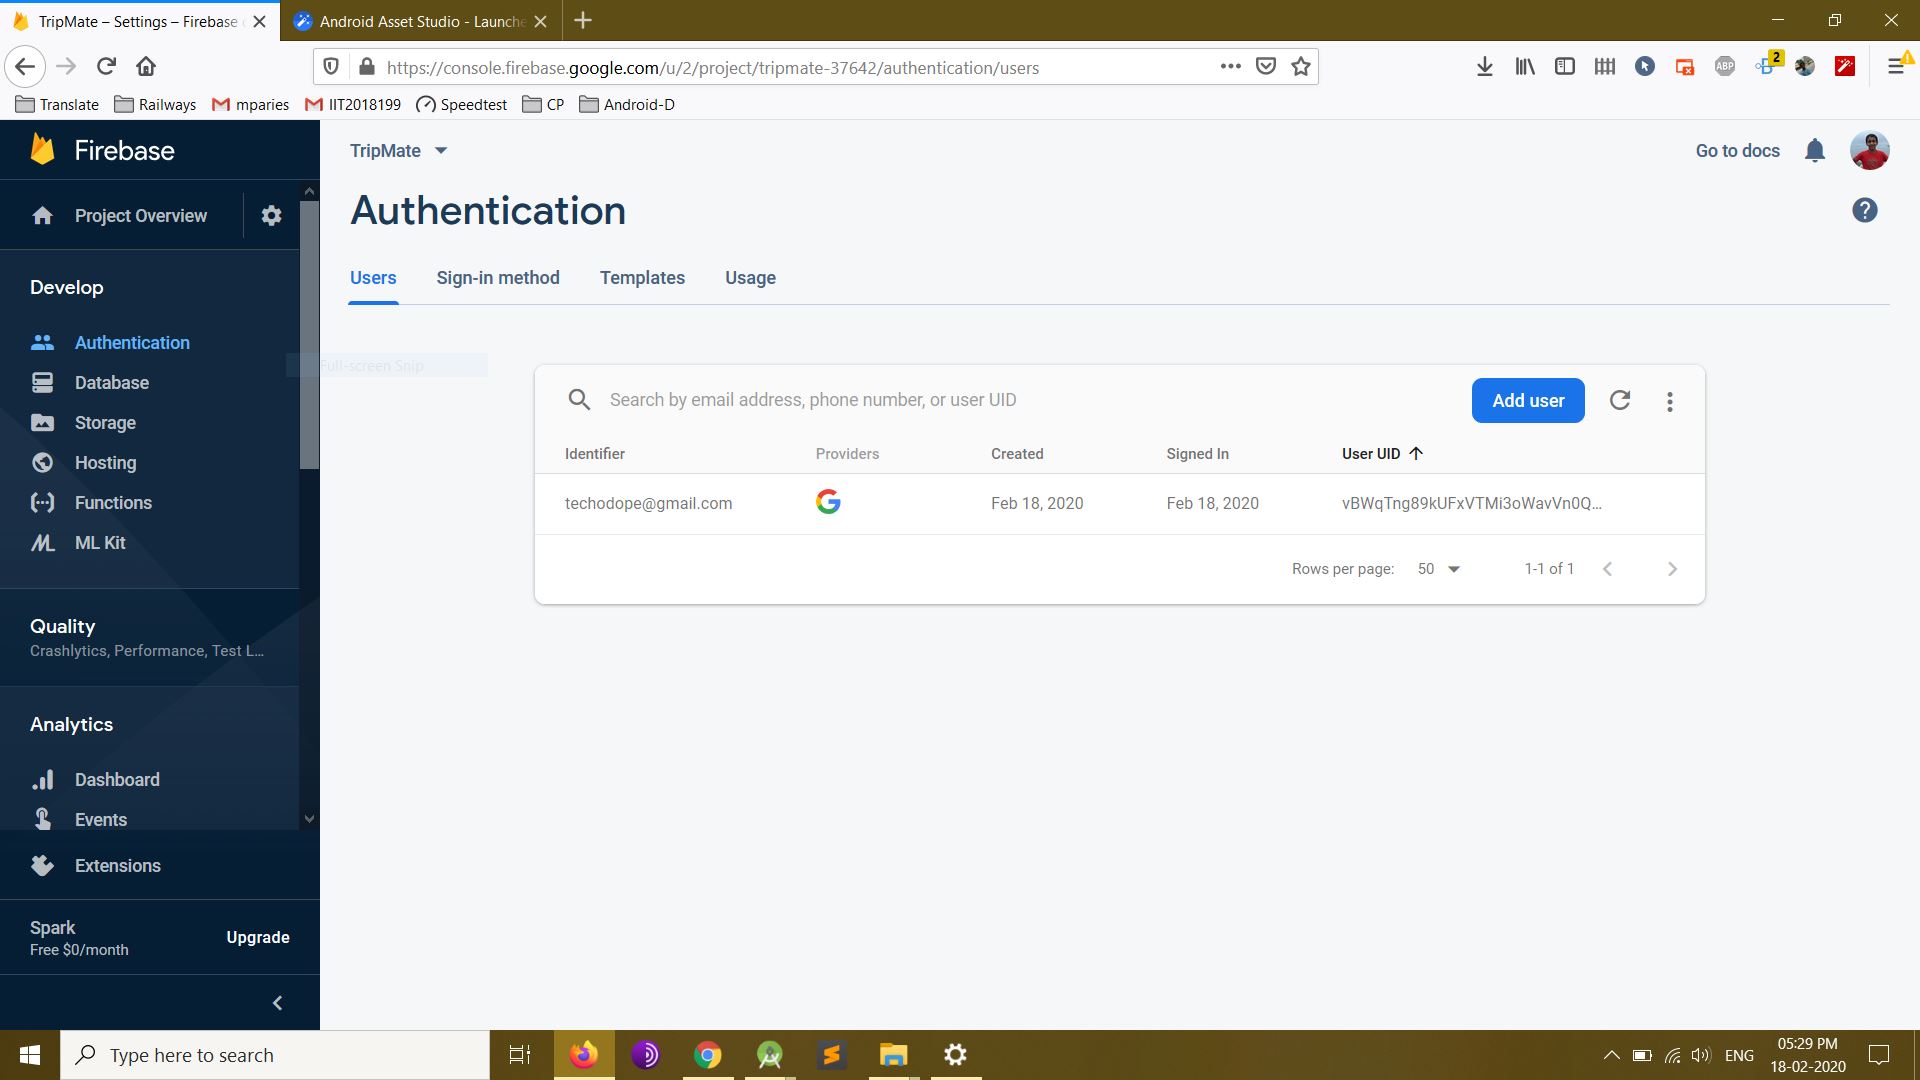 TripMate – Settings – Firebase
Android Asset Studio - Launche
https://console.firebase.google.com/u/2/project/tripmate-37642/authentication/users
ABP
2
Translate
Railways
mparies
IIT2018199
Speedtest
CP
Android-D
Firebase
TripMate
Go to docs
Project Overview
Authentication
Users
Sign-in method
Templates
Usage
Develop
Authentication
Database
Storage
Hosting
Functions
ML Kit
Full-screen Snip
Search by email address, phone number, or user UID
Add user
Identifier
Providers
Created
Signed In
User UID
techodope@gmail.com
Feb 18, 2020
Feb 18, 2020
vBWqTng89kUFxVTMi3oWavVn0Q...
Rows per page:
50
1-1 of 1
Quality
Crashlytics, Performance, Test L...
Analytics
Dashboard
Events
Extensions
Spark
Free $0/month
Upgrade
Type here to search
ENG
05:29 PM
18-02-2020